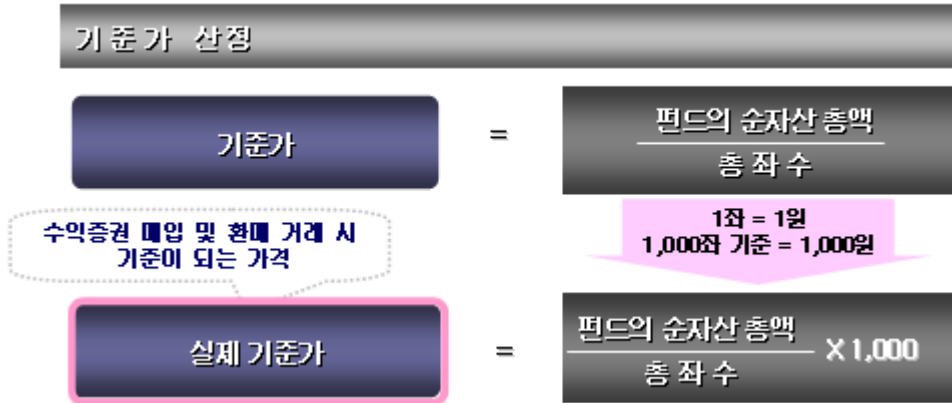 기 준 가 산정
기준가
=
펀드의 순자산 총액
총 좌 수
수익증권 매입 및 환매 거래 시
기준이 되는 가격
1좌 = 1원
1,000좌 기준 = 1,000원
실제 기준가
=
펀드의 순자산 총액
총 좌 수
X 1,000